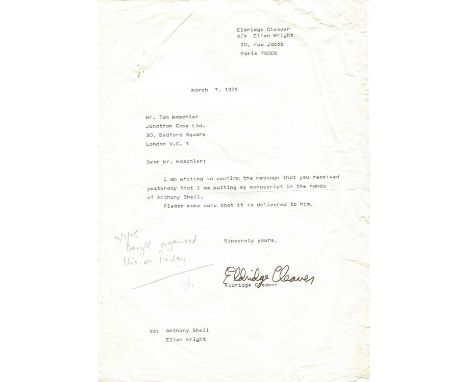 Eldridge Cleaver
c/o Ellen Wright
20, rue Jacob
Paris 75006
March 7, 1975
Mr. Tom Maschler
Jonathan Cape Ltd.
30, Bedford Square
London W.C. 1
Dear Mr. Maschler:
I am writing to confirm the message that you received
yesterday that I am putting my manuscript in the hands
of Anthony Sheil.
Please make sure that it is delivered to him.
Sincerely yours,
Eldridge Cleaver
Eldridge Cleaver
organised
this on Friday.
cc: Anthony Sheil
Ellen Wright